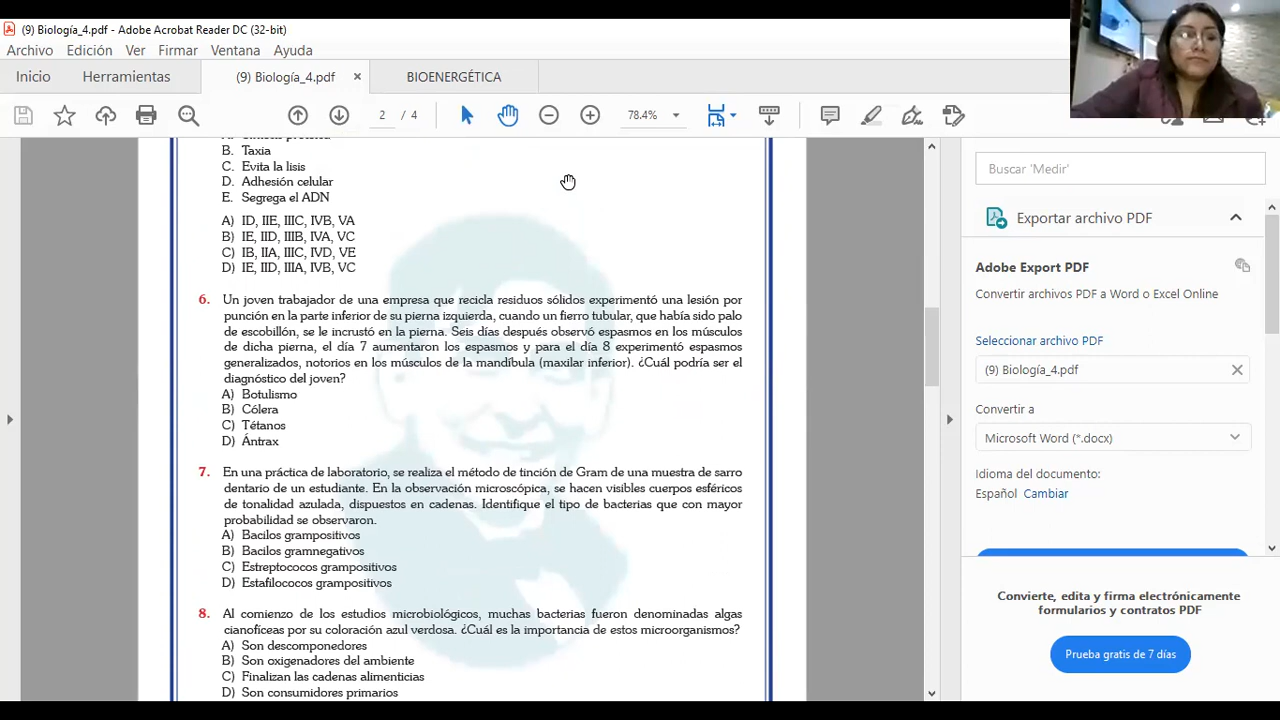 (9) Biología_4.pdf - Adobe Acrobat Reader DC (32-bit)
Archivo Edición Ver Firmar Ventana Ayuda
Inicio Herramientas (9) Biología_4.pdf × BIOENERGÉTICA
2 / 4 78.4%
B. Taxia
C. Evita la lisis
D. Adhesión celular
E. Segrega el ADN
A) ID, IIE, IIIC, IVB, VA
B) IE, IID, IIIB, IVA, VC
C) IB, IIA, IIIC, IVD, VE
D) IE, IID, IIIA, IVB, VC
6. Un joven trabajador de una empresa que recicla residuos sólidos experimentó una lesión por
punción en la parte inferior de su pierna izquierda, cuando un fierro tubular, que había sido palo
de escobillón, se le incrustó en la pierna. Seis días después observó espasmos en los músculos
de dicha pierna, el día 7 aumentaron los espasmos y para el día 8 experimentó espasmos
generalizados, notorios en los músculos de la mandíbula (maxilar inferior). ¿Cuál podría ser el
diagnóstico del joven?
A) Botulismo
B) Cólera
C) Tétanos
D) Ántrax
7. En una práctica de laboratorio, se realiza el método de tinción de Gram de una muestra de sarro
dentario de un estudiante. En la observación microscópica, se hacen visibles cuerpos esféricos
de tonalidad azulada, dispuestos en cadenas. Identifique el tipo de bacterias que con mayor
probabilidad se observaron.
A) Bacilos grampositivos
B) Bacilos gramnegativos
C) Estreptococos grampositivos
D) Estafilococos grampositivos
8. Al comienzo de los estudios microbiológicos, muchas bacterias fueron denominadas algas
cianofíceas por su coloración azul verdosa. ¿Cuál es la importancia de estos microorganismos?
A) Son descomponedores
B) Son oxigenadores del ambiente
C) Finalizan las cadenas alimenticias
D) Son consumidores primarios
Buscar 'Medir'
Exportar archivo PDF
Adobe Export PDF
Convertir archivos PDF a Word o Excel Online
Seleccionar archivo PDF
(9) Biología_4.pdf
Convertir a
Microsoft Word (*.docx)
Idioma del documento:
Español Cambiar
Convierte, edita y firma electrónicamente
formularios y contratos PDF
Prueba gratis de 7 días